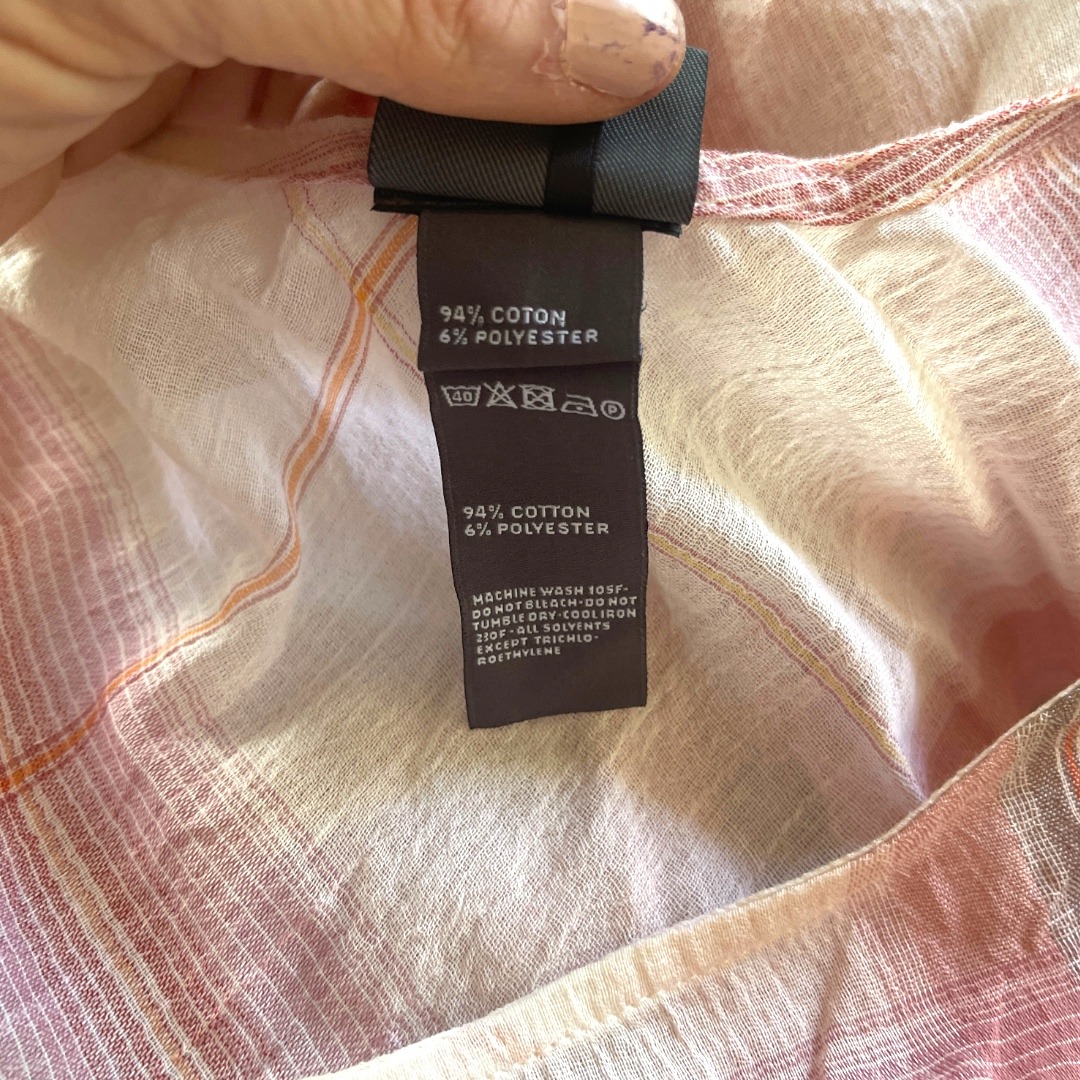 94% COTON
6% POLYESTER
40 P
94% COTTON
6% POLYESTER
MACHINE WASH 105F-
DO NOT BLEACH-DO NOT
TUMBLE DRY-COOL IRON
230F-ALL SOLVENTS
EXCEPT TRICHLO-
ROETHYLENE